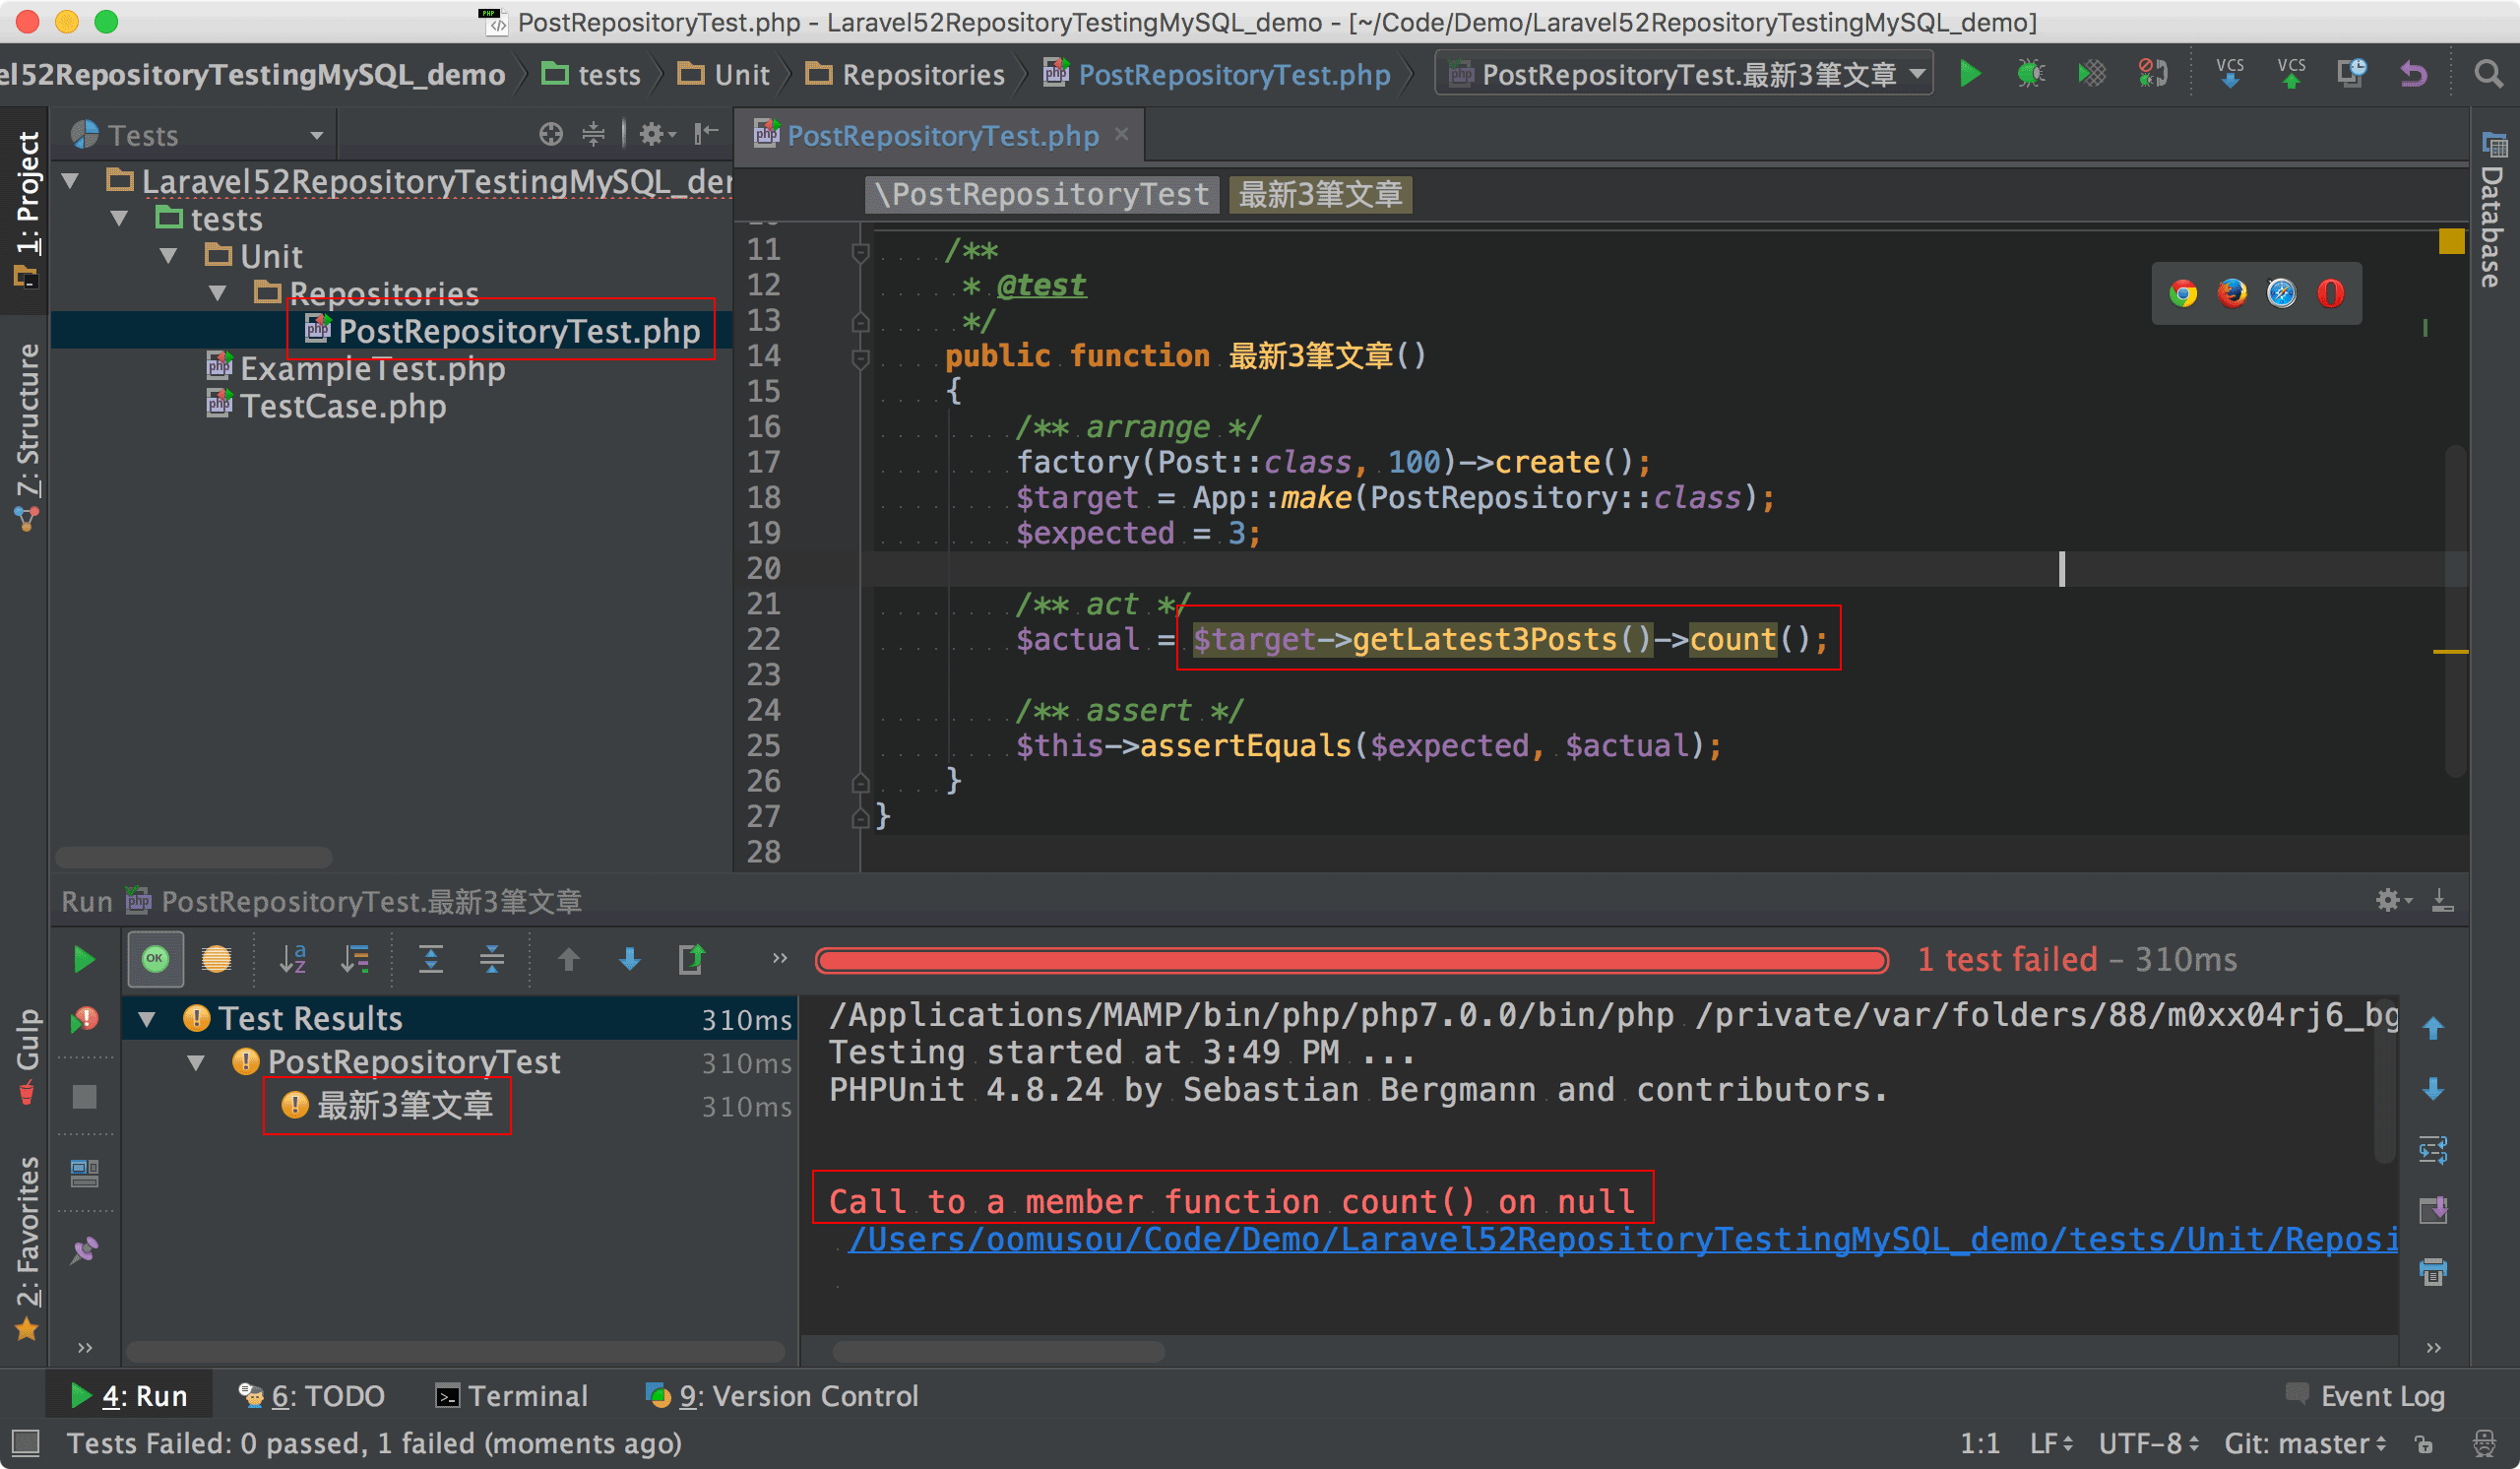 PostRepositoryTest.php - Laravel52RepositoryTestingMySQL_demo - [~/Code/Demo/Laravel52RepositoryTestingMySQL_demo]
el52RepositoryTestingMySQL_demo tests Unit Repositories PostRepositoryTest.php PostRepositoryTest.最新3筆文章 VCS VCS
1: Project
7: Structure
Gulp
2: Favorites
Tests
Laravel52RepositoryTestingMySQL_der
tests
Unit
Repositories
PostRepositoryTest.php
ExampleTest.php
TestCase.php
PostRepositoryTest.php
\PostRepositoryTest 最新3筆文章
11 /**
12 * @test
13 */
14 public function 最新3筆文章()
15 {
16 /** arrange */
17 factory(Post::class, 100)->create();
18 $target = App::make(PostRepository::class);
19 $expected = 3;
20
21 /** act */
22 $actual = $target->getLatest3Posts()->count();
23
24 /** assert */
25 $this->assertEquals($expected, $actual);
26 }
27 }
28
Database
Run PostRepositoryTest.最新3筆文章
OK
1 test failed – 310ms
Test Results 310ms
PostRepositoryTest 310ms
最新3筆文章 310ms
/Applications/MAMP/bin/php/php7.0.0/bin/php /private/var/folders/88/m0xx04rj6_bg
Testing started at 3:49 PM ...
PHPUnit 4.8.24 by Sebastian Bergmann and contributors.
Call to a member function count() on null
/Users/oomusou/Code/Demo/Laravel52RepositoryTestingMySQL_demo/tests/Unit/Reposi
4: Run 6: TODO Terminal 9: Version Control Event Log
Tests Failed: 0 passed, 1 failed (moments ago) 1:1 LF UTF-8 Git: master